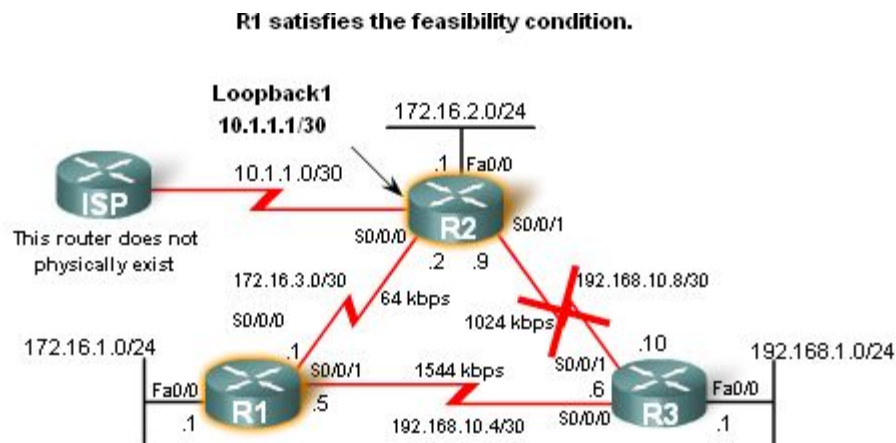 R1 satisfies the feasibility condition.
Loopback1
10.1.1.1/30
172.16.2.0/24
10.1.1.0/30
.1
Fa0/0
ISP
R2
This router does not
physically exist
S0/0/0
S0/0/1
.2
.9
172.16.3.0/30
192.168.10.8/30
64 kbps
1024 kbps
S0/0/0
172.16.1.0/24
.1
.10
192.168.1.0/24
S0/0/1
1544 kbps
S0/0/1
Fa0/0
R1
.5
.6
R3
Fa0/0
.1
192.168.10.4/30
S0/0/0
.1